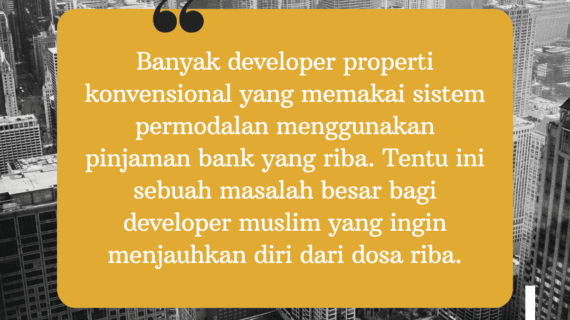 Banyak developer properti
konvensional yang memakai sistem
permodalan menggunakan
pinjaman bank yang riba. Tentu ini
sebuah masalah besar bagi
developer muslim yang ingin
menjauhkan diri dari dosa riba.